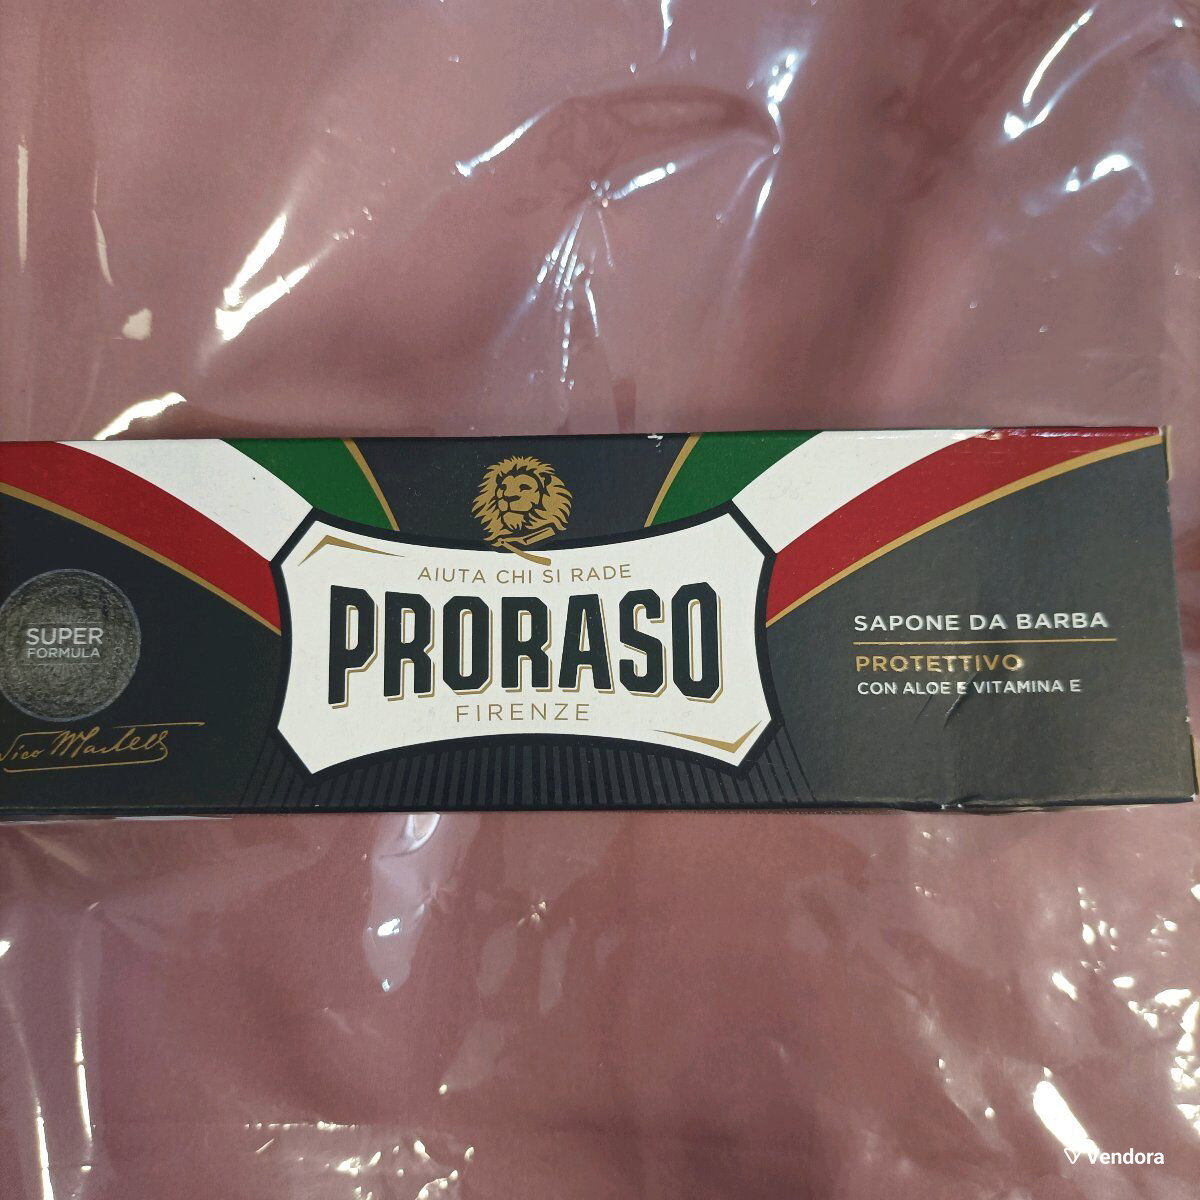 AIUTA CHI SI RADE
PRORASO
FIRENZE
SUPER
FORMULA
SAPONE DA BARBA
PROTETTIVO
CON ALOE E VITAMINA E
Vendora